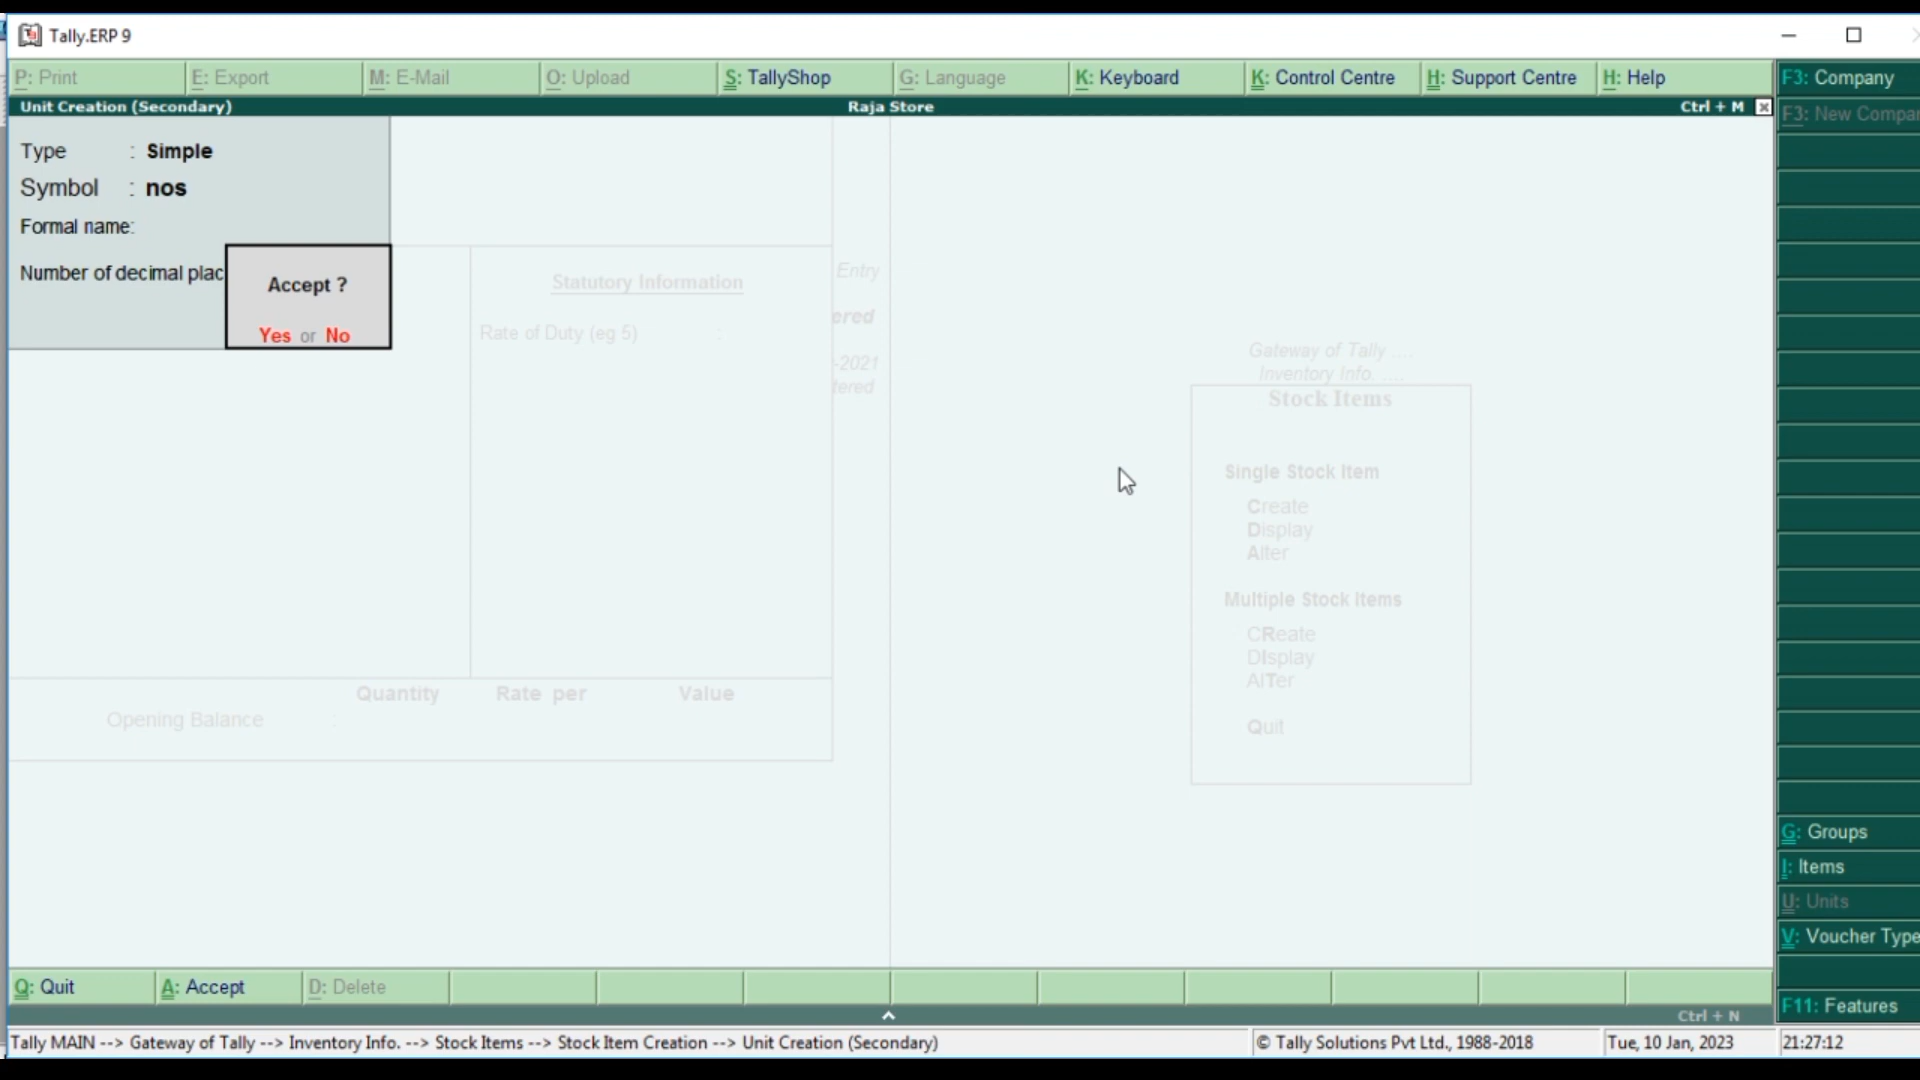 Tally.ERP 9
P: Print E: Export M: E-Mail O: Upload S: TallyShop G: Language K: Keyboard K: Control Centre H: Support Centre H: Help F3: Company
Unit Creation (Secondary) Raja Store Ctrl + M
F3: New Compar
Type : Simple
Symbol : nos
Formal name:
Number of decimal plac
Accept ?
Yes or No
Statutory Information
Rate of Duty (eg 5) :
Entry
ered
-2021
tered
Gateway of Tally ....
Inventory Info. ....
Stock Items
Single Stock Item
Create
Display
Alter
Multiple Stock Items
CReate
DIsplay
AlTer
Quit
Quantity Rate per Value
Opening Balance :
G: Groups
I: Items
U: Units
V: Voucher Type
F11: Features
Q: Quit A: Accept D: Delete
Ctrl + N
Tally MAIN --> Gateway of Tally --> Inventory Info. --> Stock Items --> Stock Item Creation --> Unit Creation (Secondary) © Tally Solutions Pvt Ltd., 1988-2018 Tue, 10 Jan, 2023 21:27:12